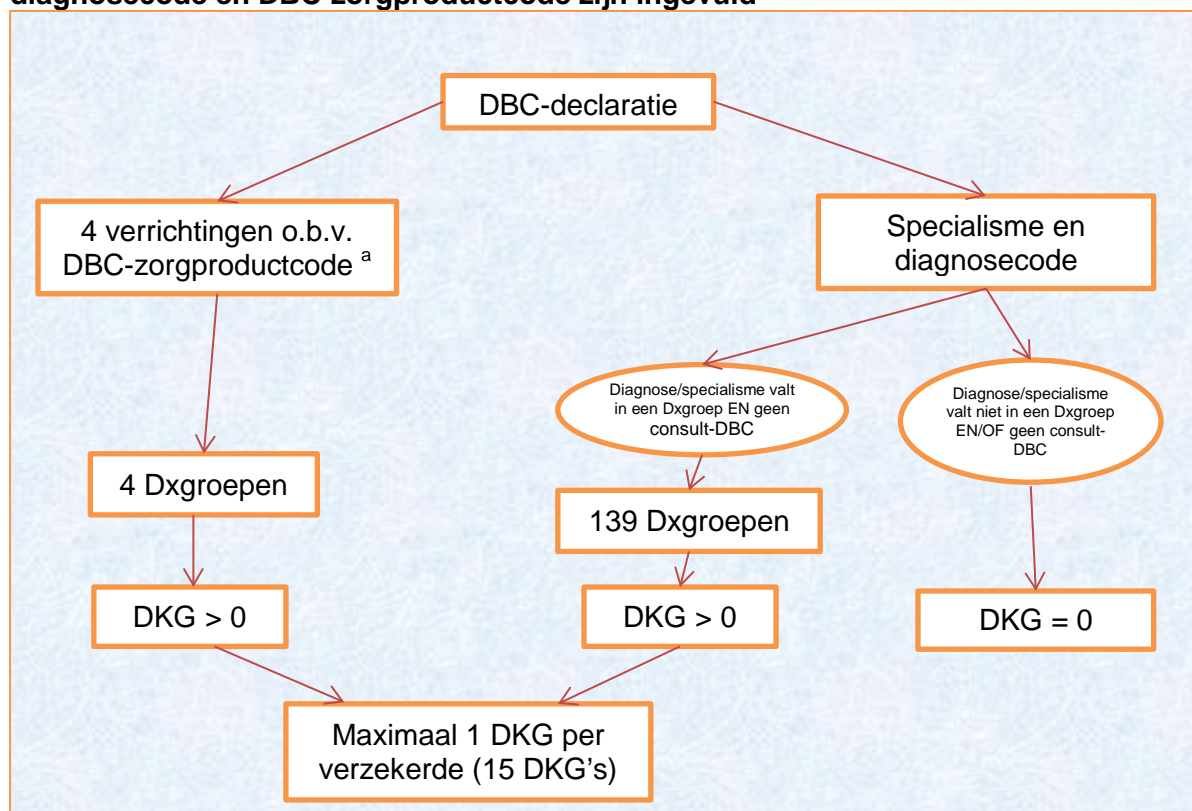 diagnosecode en DBC-zorgproductcode zijn ingevuld
DBC-declaratie
4 verrichtingen o.b.v.
DBC-zorgproductcode a
Specialisme en
diagnosecode
Diagnose/specialisme valt
in een Dxgroep EN geen
consult-DBC
Diagnose/specialisme
valt niet in een Dxgroep
EN/OF geen consult-
DBC
4 Dxgroepen
139 Dxgroepen
DKG > 0
DKG > 0
DKG = 0
Maximaal 1 DKG per
verzekerde (15 DKG's)